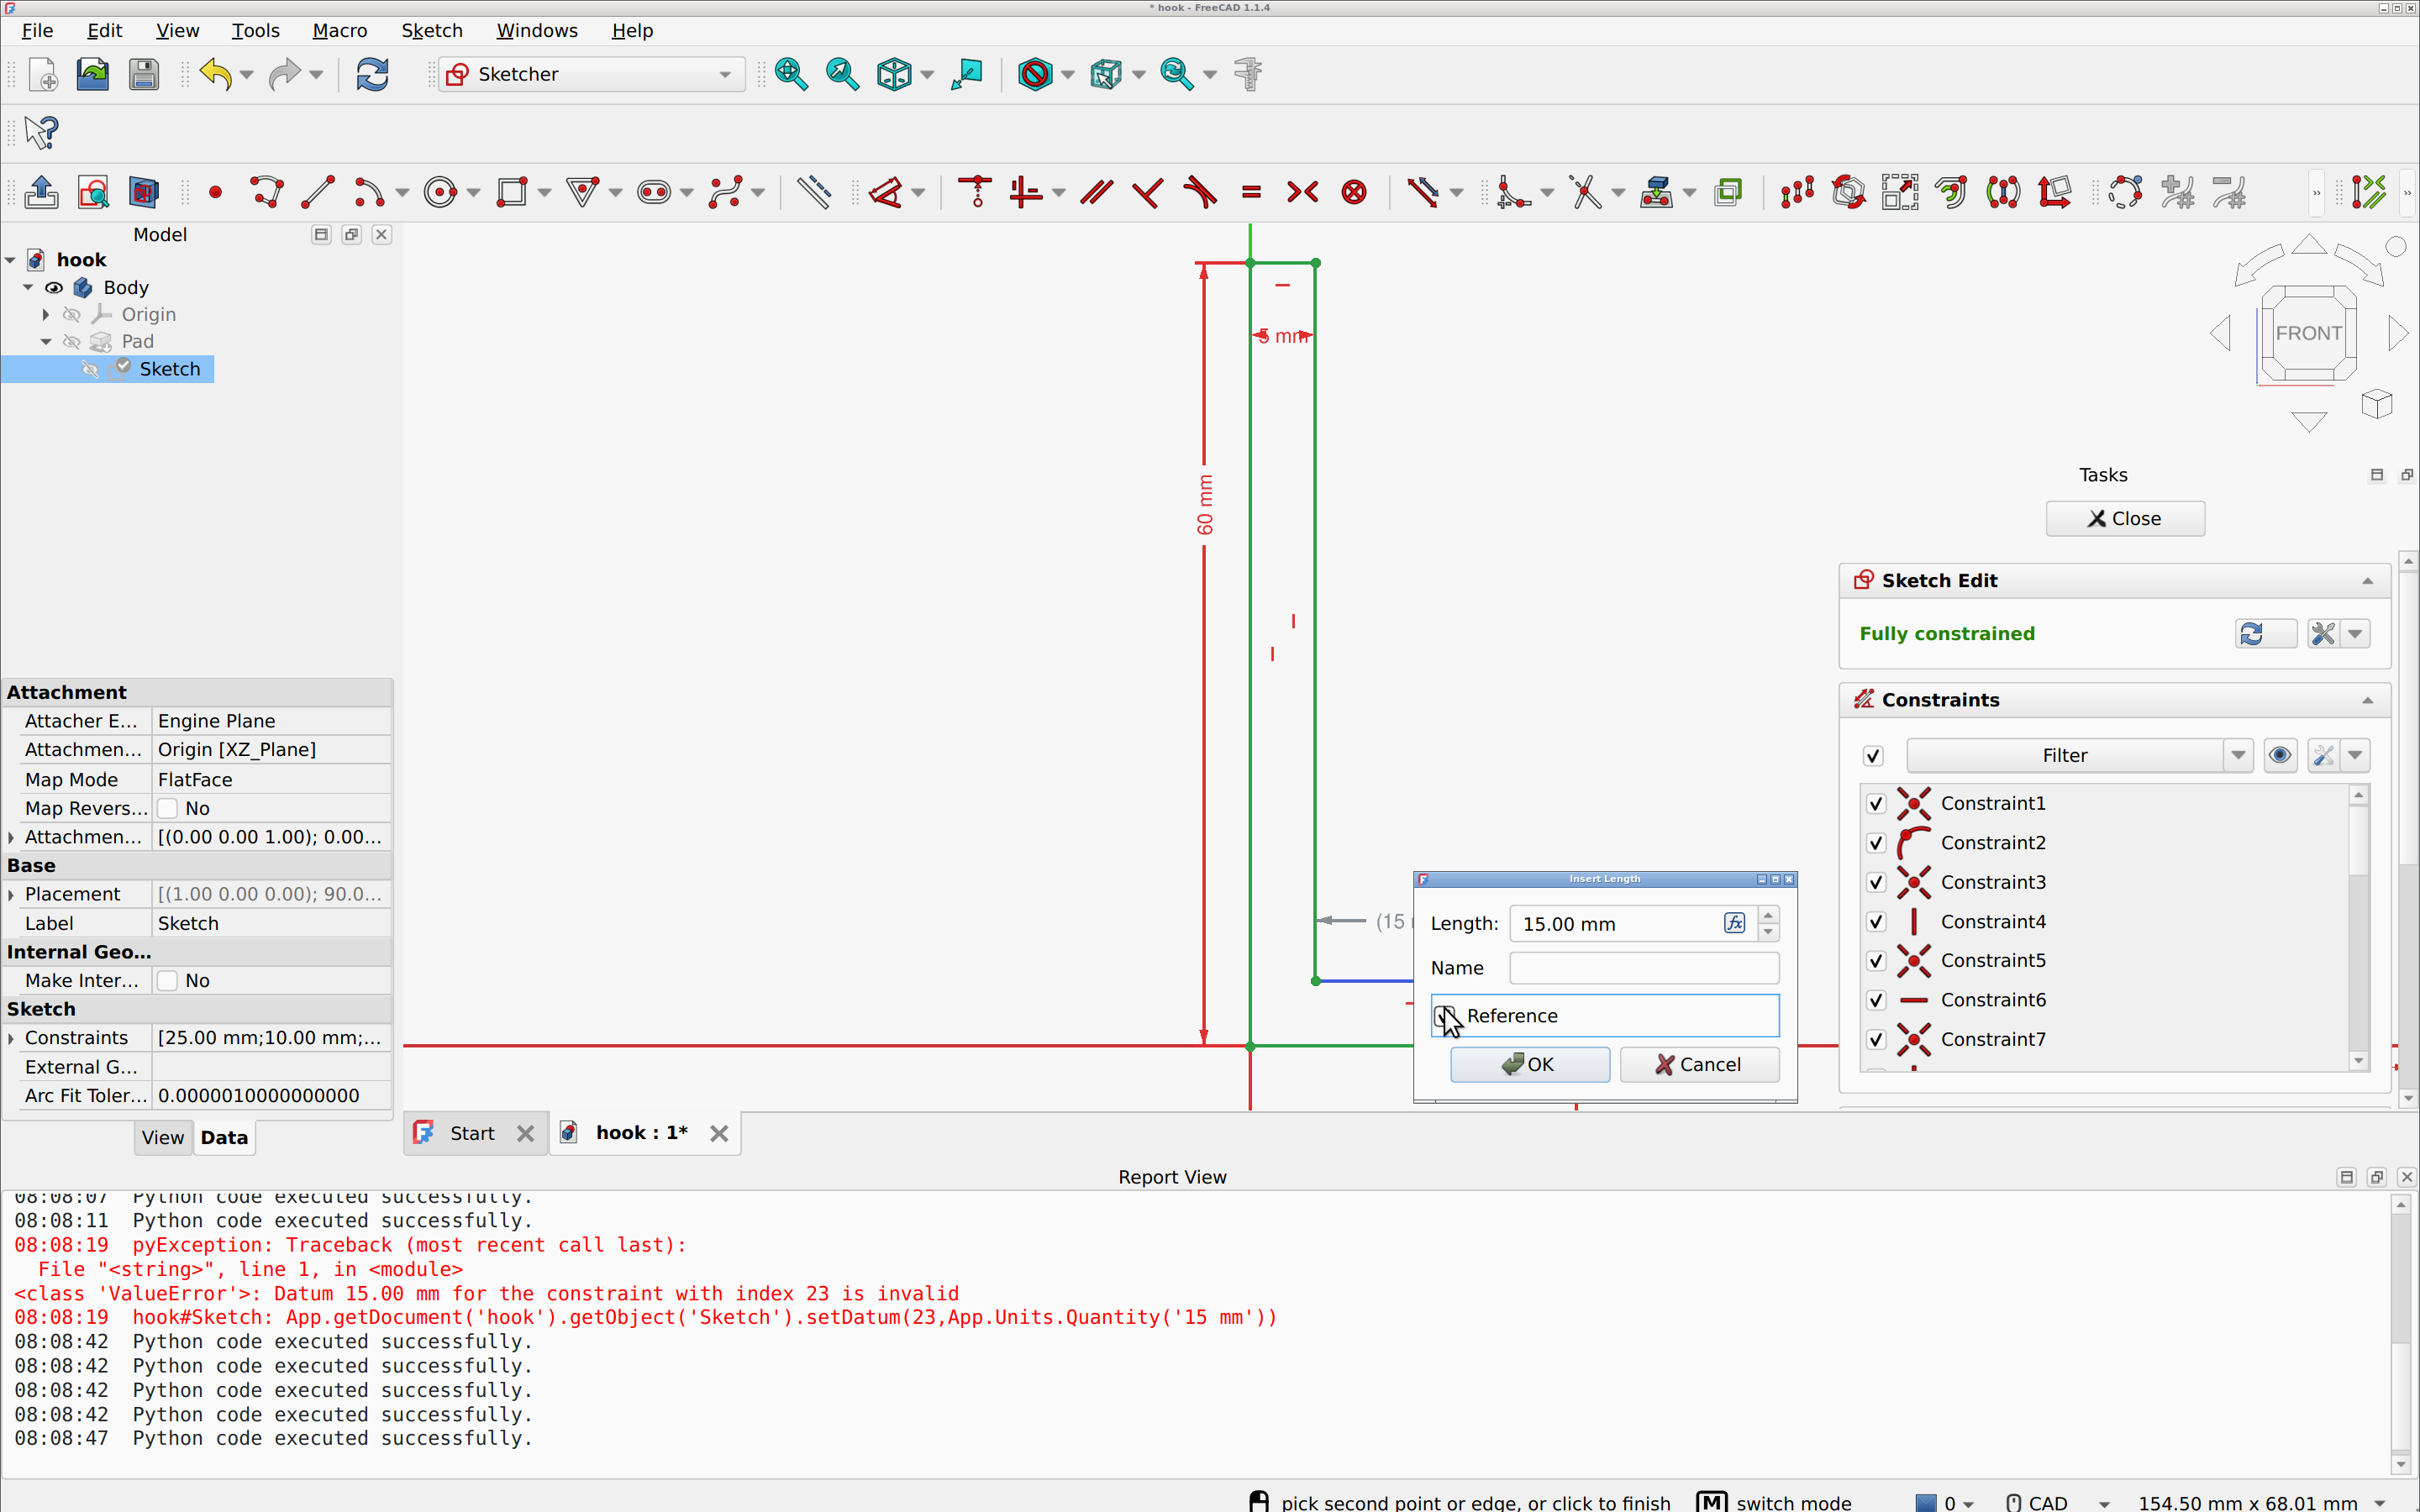 * hook - FreeCAD 1.1.4
File Edit View Tools Macro Sketch Windows Help
Sketcher
Model
hook
Body
Origin
Pad
Sketch
5 mm
60 mm
(15
FRONT
Tasks
Close
Sketch Edit
Fully constrained
Constraints
Filter
Constraint1
Constraint2
Constraint3
Constraint4
Constraint5
Constraint6
Constraint7
Insert Length
Length: 15.00 mm
Name
Reference
OK Cancel
Attachment
Attacher E... Engine Plane
Attachmen... Origin [XZ_Plane]
Map Mode FlatFace
Map Revers... No
Attachmen... [(0.00 0.00 1.00); 0.00...
Base
Placement [(1.00 0.00 0.00); 90.0...
Label Sketch
Internal Geo...
Make Inter... No
Sketch
Constraints [25.00 mm;10.00 mm;...
External G...
Arc Fit Toler... 0.0000010000000000
View Data
Start hook : 1*
Report View
08:08:07 Python code executed successfully.
08:08:11 Python code executed successfully.
08:08:19 pyException: Traceback (most recent call last):
File "<string>", line 1, in <module>
<class 'ValueError'>: Datum 15.00 mm for the constraint with index 23 is invalid
08:08:19 hook#Sketch: App.getDocument('hook').getObject('Sketch').setDatum(23,App.Units.Quantity('15 mm'))
08:08:42 Python code executed successfully.
08:08:42 Python code executed successfully.
08:08:42 Python code executed successfully.
08:08:42 Python code executed successfully.
08:08:47 Python code executed successfully.
pick second point or edge, or click to finish M switch mode 0 CAD 154.50 mm x 68.01 mm